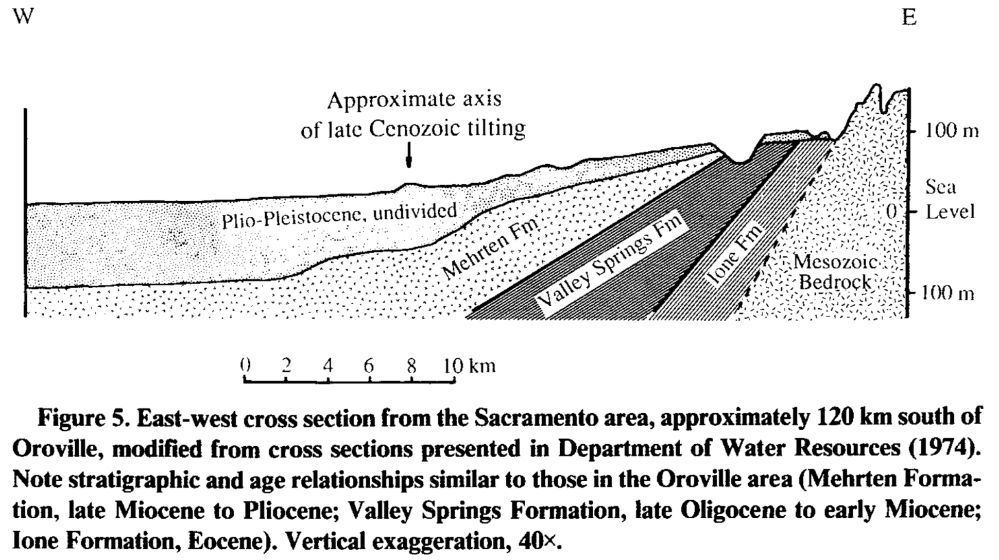 W
E
Approximate axis
of late Cenozoic tilting
100 m
Sea
0 Level
Plio-Pleistocene, undivided
Mehrten Fm
Valley Springs Fm
Ione Fm
Mesozoic
Bedrock
100 m
0 2 4 6 8 10 km
Figure 5. East-west cross section from the Sacramento area, approximately 120 km south of
Oroville, modified from cross sections presented in Department of Water Resources (1974).
Note stratigraphic and age relationships similar to those in the Oroville area (Mehrten Forma-
tion, late Miocene to Pliocene; Valley Springs Formation, late Oligocene to early Miocene;
Ione Formation, Eocene). Vertical exaggeration, 40×.